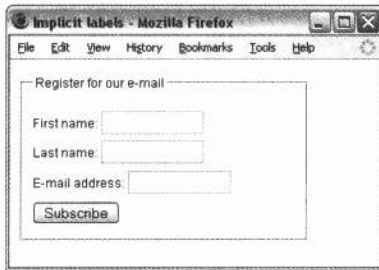 Implicit labels - Mozilla Firefox
File Edit View History Bookmarks Tools Help
Register for our e-mail
First name:
Last name:
E-mail address:
Subscribe